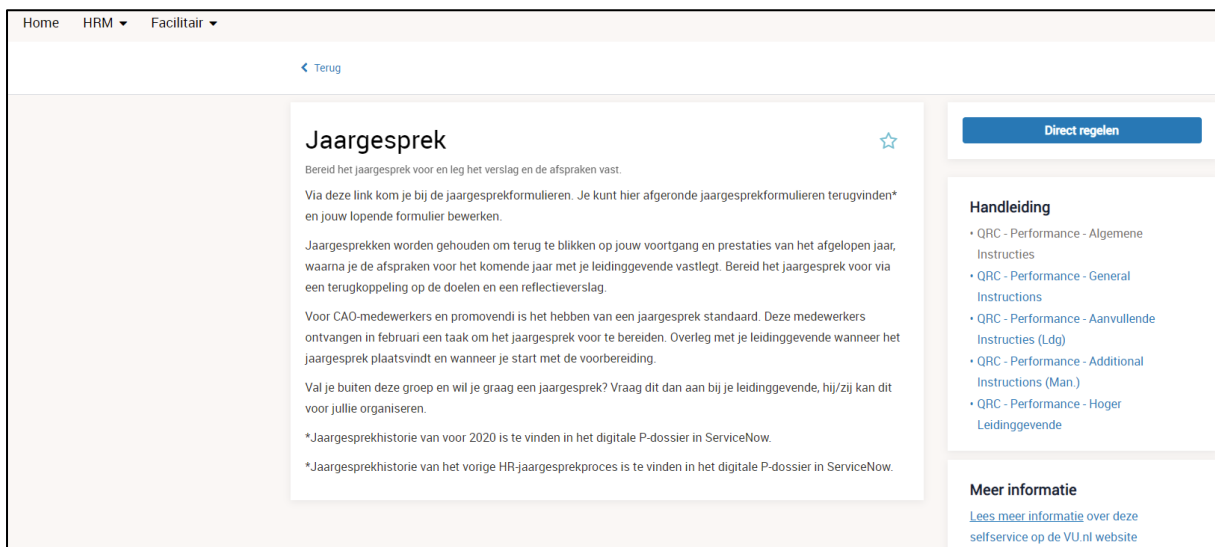 Home HRM Facilitair
Terug
Jaargesprek
Bereid het jaargesprek voor en leg het verslag en de afspraken vast.
Via deze link kom je bij de jaargesprekformulieren. Je kunt hier afgeronde jaargesprekformulieren terugvinden*
en jouw lopende formulier bewerken.
Jaargesprekken worden gehouden om terug te blikken op jouw voortgang en prestaties van het afgelopen jaar,
waarna je de afspraken voor het komende jaar met je leidinggevende vastlegt. Bereid het jaargesprek voor via
een terugkoppeling op de doelen en een reflectieverslag.
Voor CAO-medewerkers en promovendi is het hebben van een jaargesprek standaard. Deze medewerkers
ontvangen in februari een taak om het jaargesprek voor te bereiden. Overleg met je leidinggevende wanneer het
jaargesprek plaatsvindt en wanneer je start met de voorbereiding.
Val je buiten deze groep en wil je graag een jaargesprek? Vraag dit dan aan bij je leidinggevende, hij/zij kan dit
voor jullie organiseren.
*Jaargesprekhistorie van voor 2020 is te vinden in het digitale P-dossier in ServiceNow.
*Jaargesprekhistorie van het vorige HR-jaargesprekproces is te vinden in het digitale P-dossier in ServiceNow.
Direct regelen
Handleiding
• QRC - Performance - Algemene
Instructies
• QRC - Performance - General
Instructions
• QRC - Performance - Aanvullende
Instructies (Ldg)
• QRC - Performance - Additional
Instructions (Man.)
• QRC - Performance - Hoger
Leidinggevende
Meer informatie
Lees meer informatie over deze
selfservice op de VU.nl website